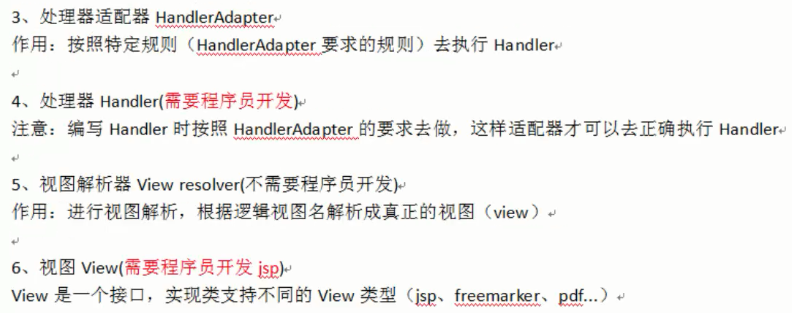 3、处理器适配器 HandlerAdapter
作用：按照特定规则（HandlerAdapter 要求的规则）去执行 Handler
4、处理器 Handler(需要程序员开发)
注意：编写 Handler 时按照 HandlerAdapter 的要求去做，这样适配器才可以去正确执行 Handler
5、视图解析器 View resolver(不需要程序员开发)
作用：进行视图解析，根据逻辑视图名解析成真正的视图（view）
6、视图 View(需要程序员开发 jsp)
View 是一个接口，实现类支持不同的 View 类型（jsp、freemarker、pdf...）